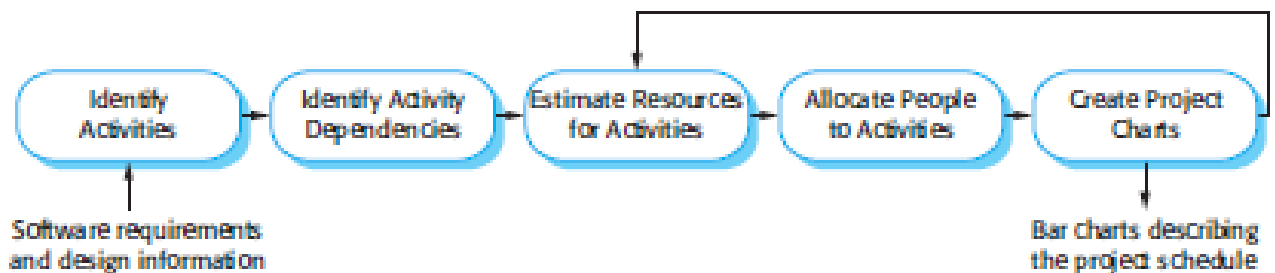 Identify
Activities
Identify Activity
Dependencies
Estimate Resources
for Activities
Allocate People
to Activities
Create Project
Charts
Software requirements
and design information
Bar charts describing
the project schedule